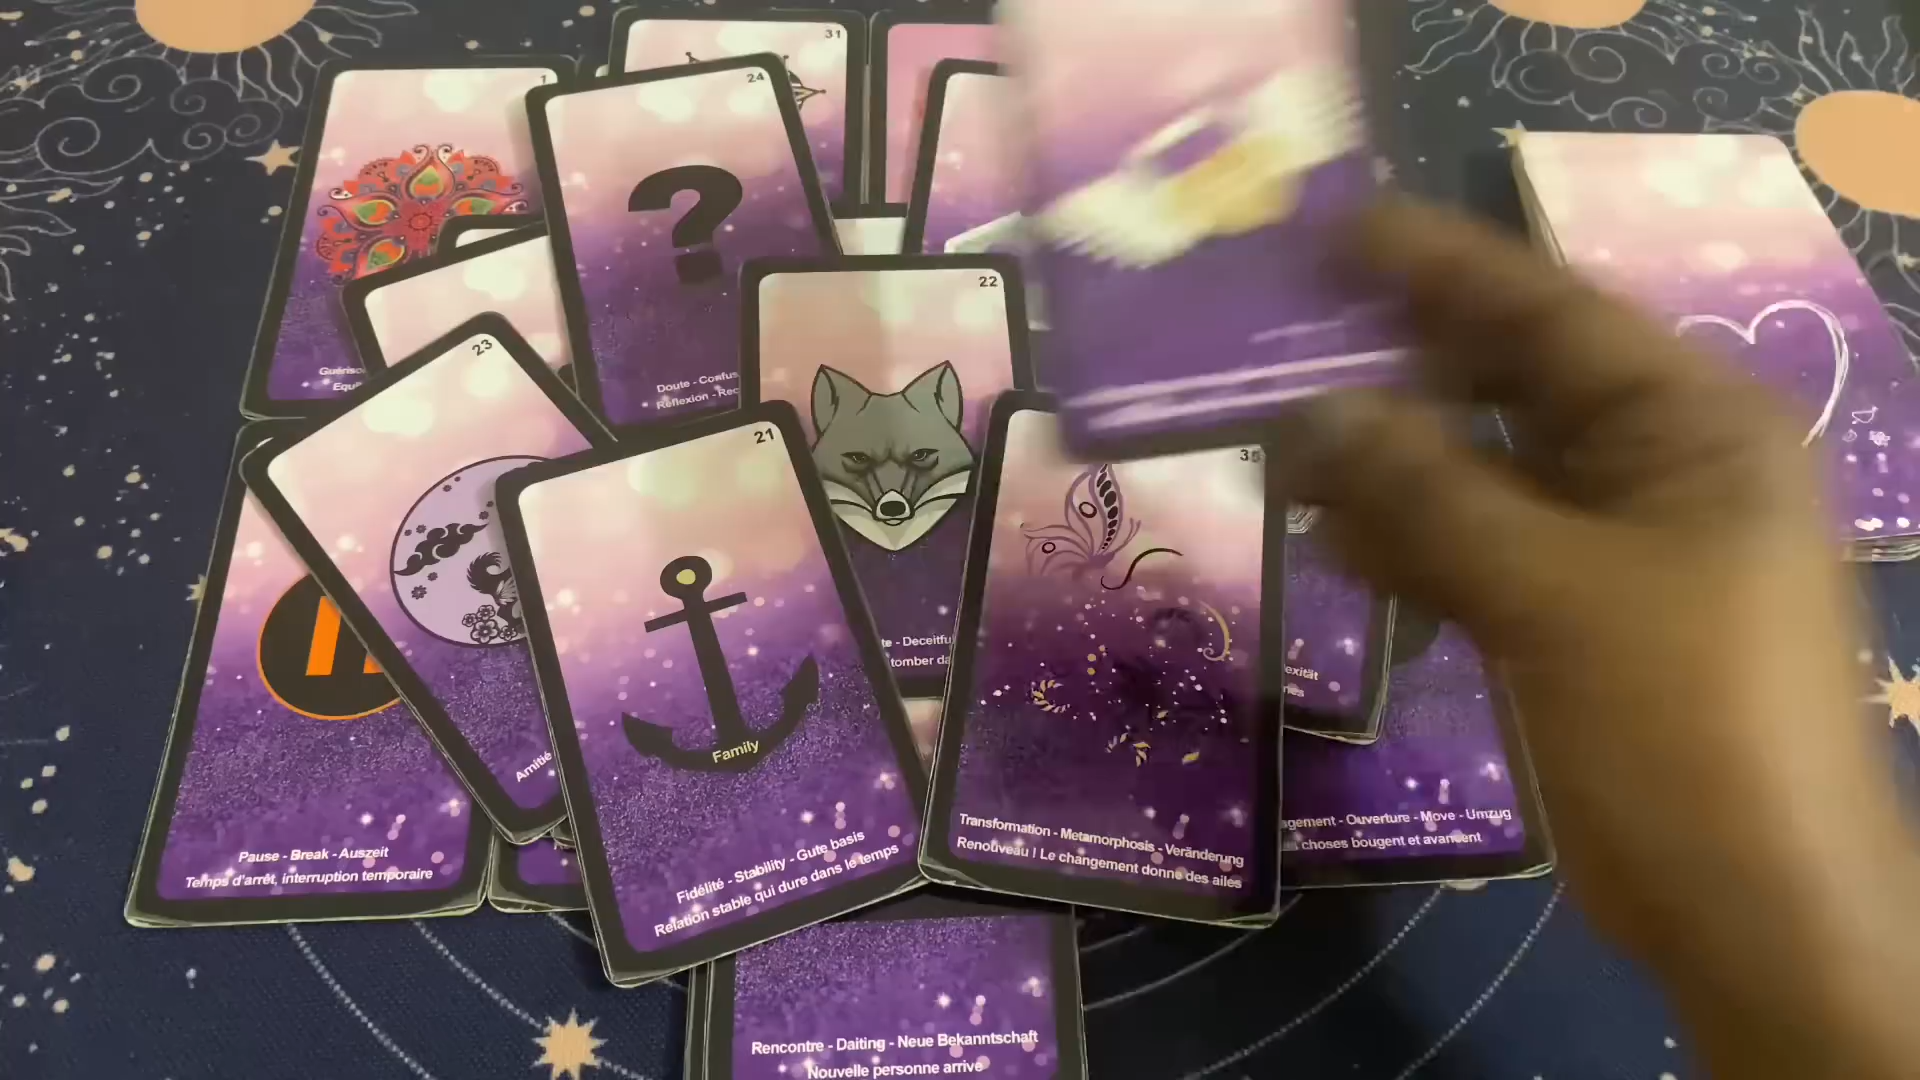 31
1
24
Doute - Confus
Réflexion - Rec
Guériso
Equi
22
23
21
Family
Fidélité - Stability - Gute basis
Relation stable qui dure dans le temps
te - Deceitfu
tomber da
Amitié
Pause - Break - Auszeit
Temps d'arrêt, interruption temporaire
Transformation - Metamorphosis - Veränderung
Renouveau ! Le changement donne des ailes
exität
nes
gement - Ouverture - Move - Umzug
choses bougent et avancent
Rencontre - Daiting - Neue Bekanntschaft
Nouvelle personne arrive